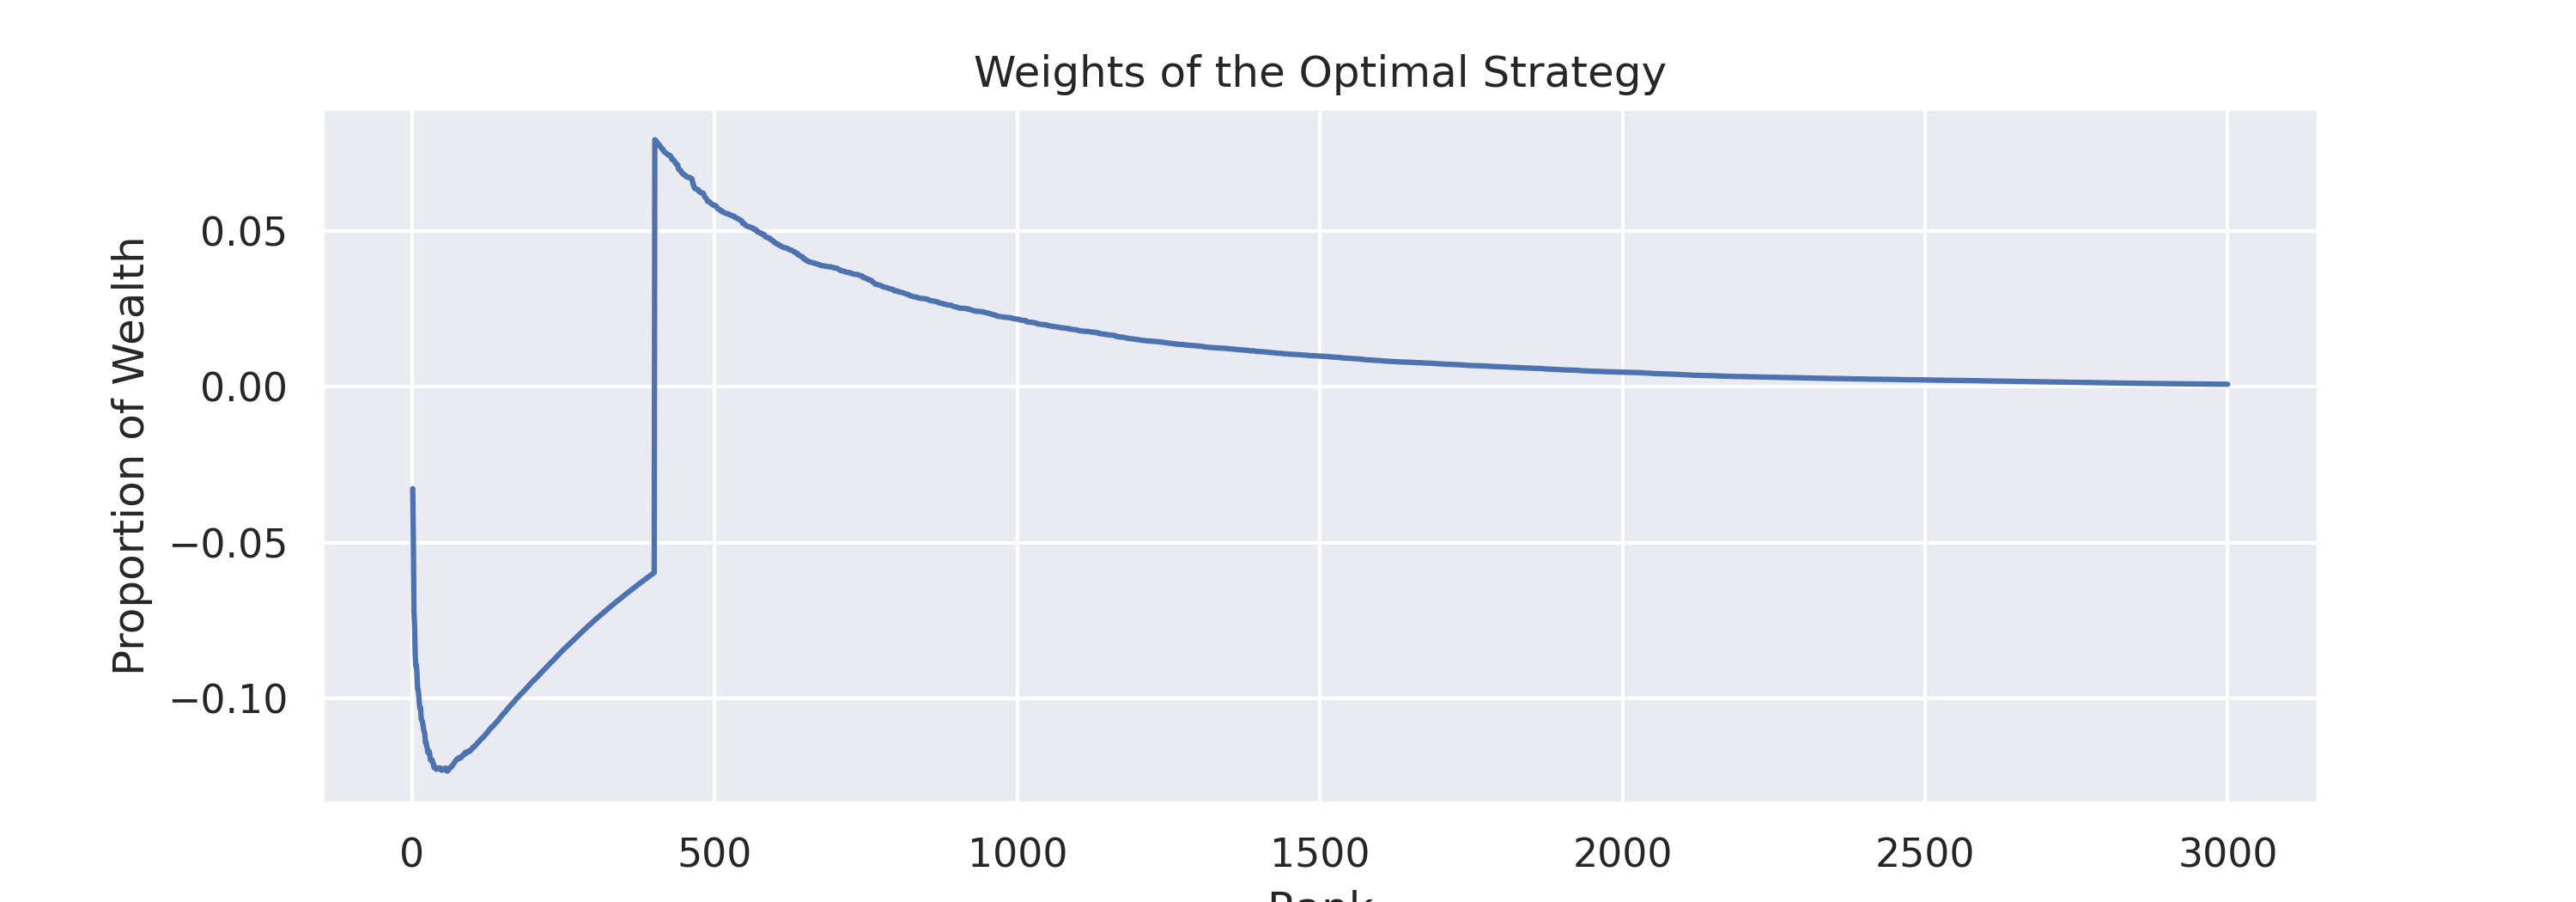 Weights of the Optimal Strategy
Proportion of Wealth
0.05
0.00
−0.05
−0.10
0 500 1000 1500 2000 2500 3000
Rank